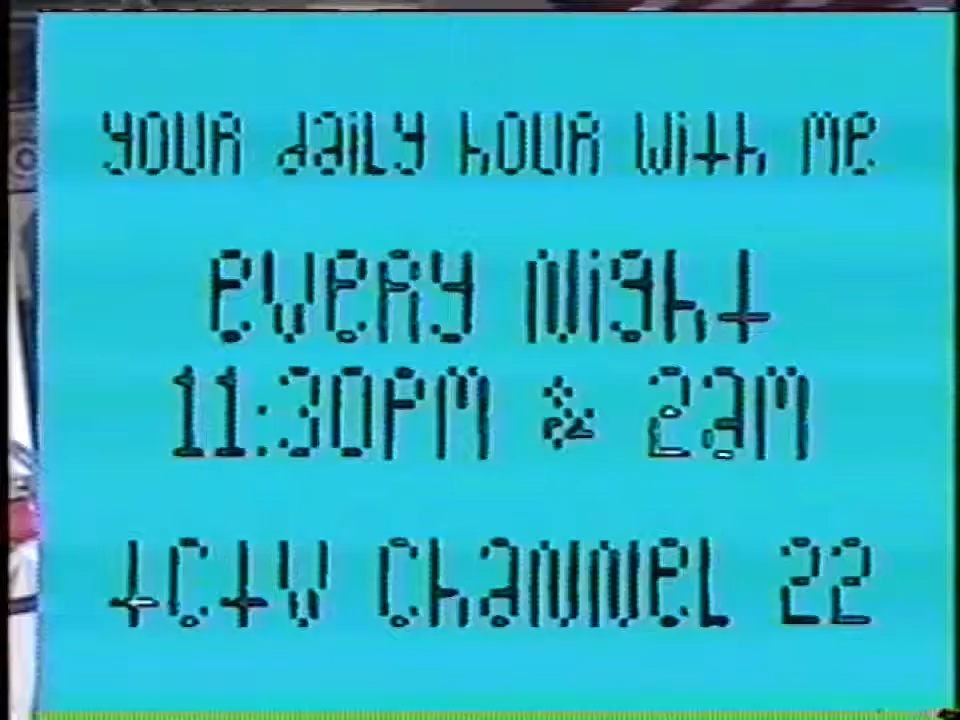 YOUR daiLY hOUR With Me
eVeRY Night
11:30PM & 2aM
tCtV ChaNNeL 22